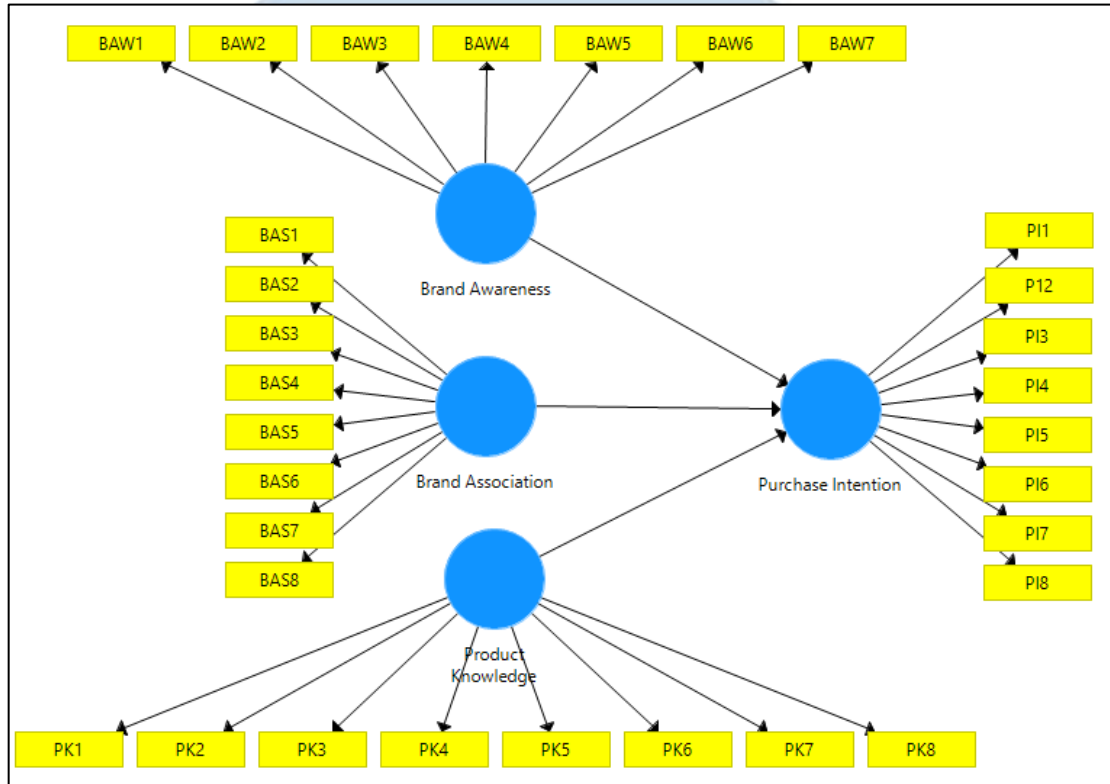 BAW1 BAW2 BAW3 BAW4 BAW5 BAW6 BAW7
Brand Awareness
BAS1
BAS2
BAS3
BAS4
BAS5
BAS6
BAS7
BAS8
Brand Association
PI1
P12
PI3
PI4
PI5
PI6
PI7
PI8
Purchase Intention
Product
Knowledge
PK1 PK2 PK3 PK4 PK5 PK6 PK7 PK8